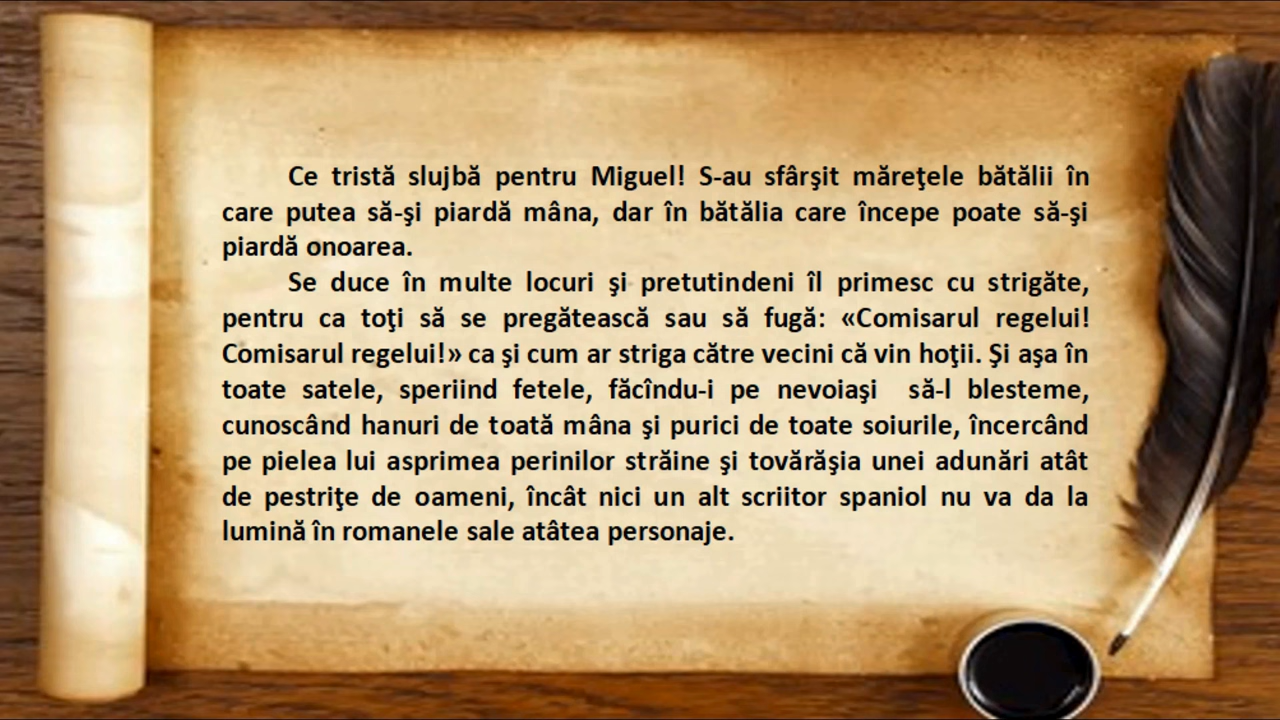 Ce tristă slujbă pentru Miguel! S-au sfârşit măreţele bătălii în
care putea să-şi piardă mâna, dar în bătălia care începe poate să-şi
piardă onoarea.
Se duce în multe locuri şi pretutindeni îl primesc cu strigăte,
pentru ca toţi să se pregătească sau să fugă: «Comisarul regelui!
Comisarul regelui!» ca şi cum ar striga către vecini că vin hoţii. Şi aşa în
toate satele, speriind fetele, făcîndu-i pe nevoiaşi  să-l blesteme,
cunoscând hanuri de toată mâna şi purici de toate soiurile, încercând
pe pielea lui asprimea perinilor străine şi tovărăşia unei adunări atât
de pestriţe de oameni, încât nici un alt scriitor spaniol nu va da la
lumină în romanele sale atâtea personaje.